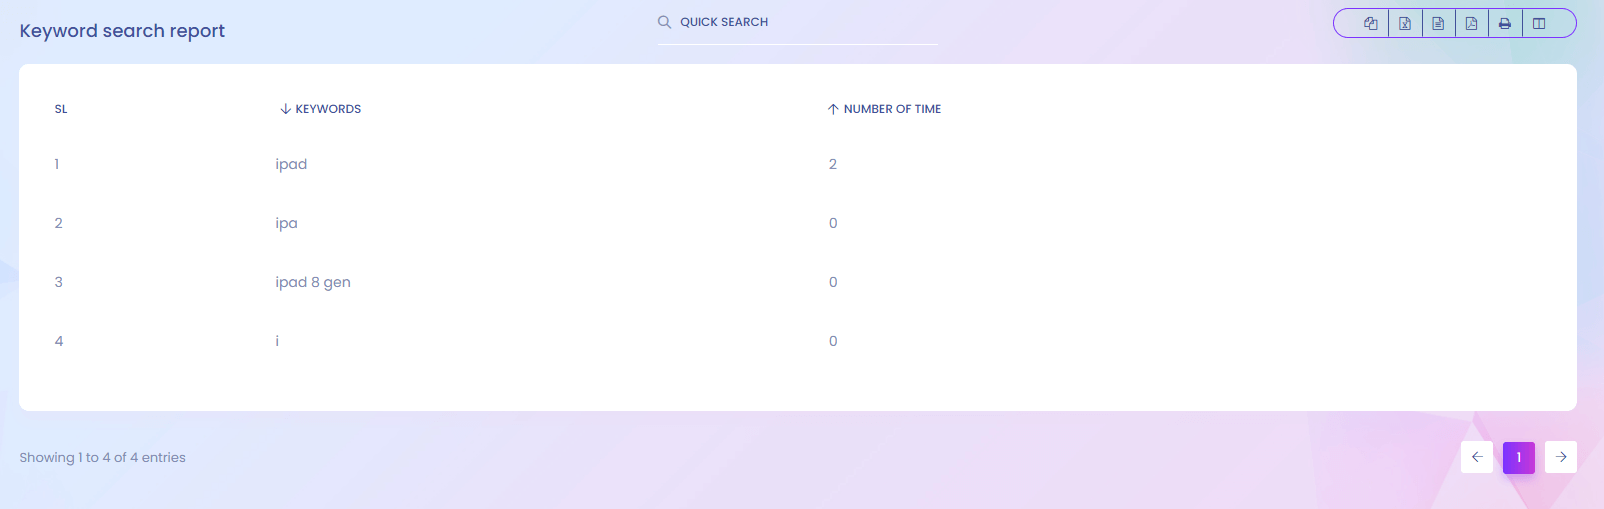 Keyword search report
QUICK SEARCH
SL KEYWORDS NUMBER OF TIME
1 ipad 2
2 ipa 0
3 ipad 8 gen 0
4 i 0
Showing 1 to 4 of 4 entries
1